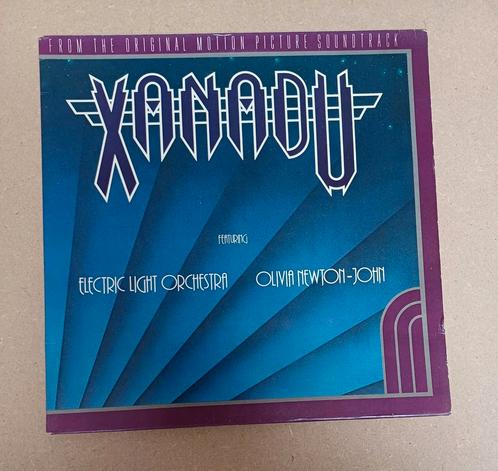 FROM THE ORIGINAL MOTION PICTURE SOUNDTRACK
XANADU
FEATURING
ELECTRIC LIGHT ORCHESTRA OLIVIA NEWTON-JOHN